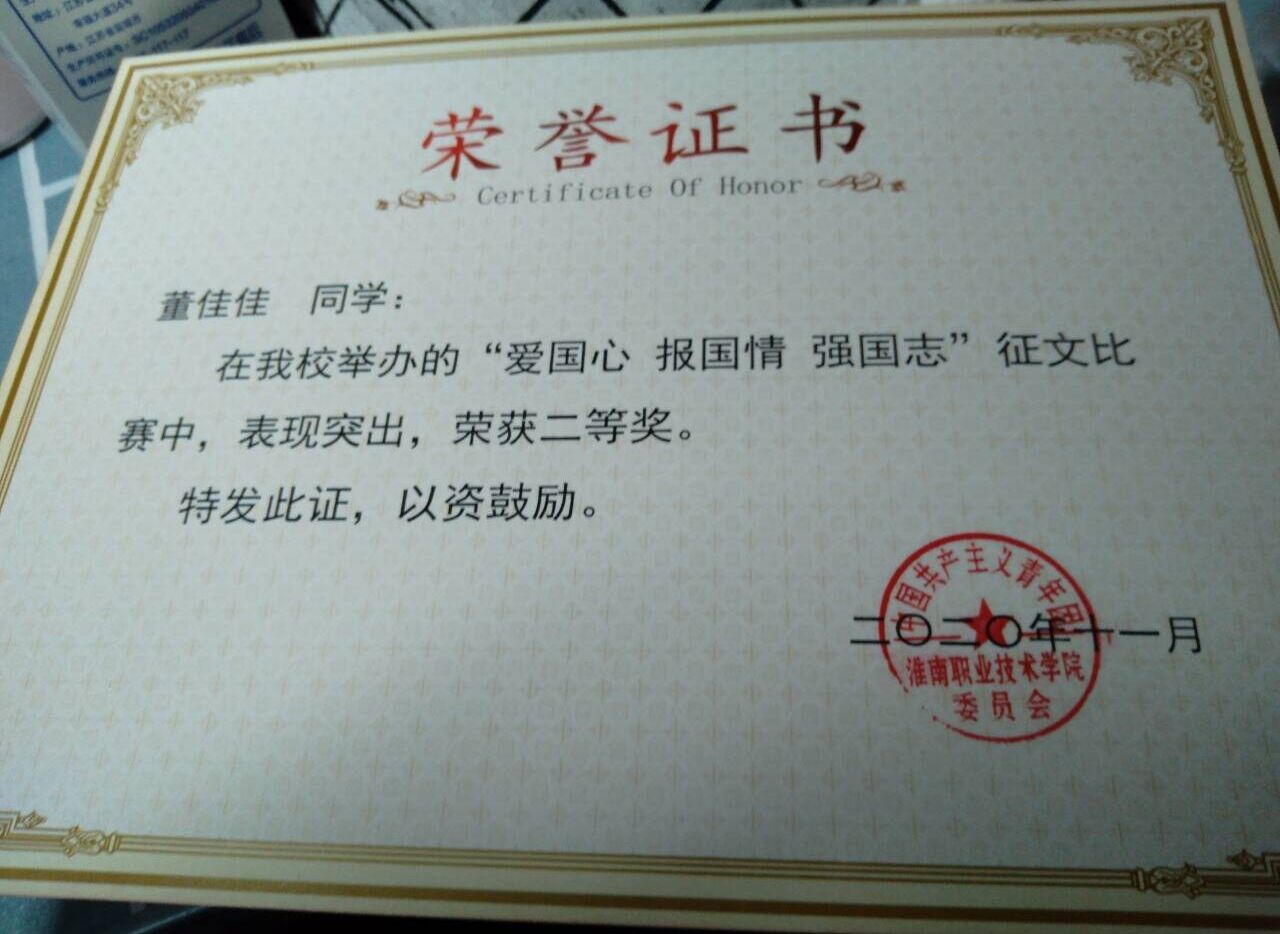 荣誉证书
Certificate Of Honor
董佳佳 同学：
在我校举办的“爱国心 报国情 强国志”征文比
赛中，表现突出，荣获二等奖。
特发此证，以资鼓励。
二〇二〇年十一月
中国共产主义青年团
淮南职业技术学院
委员会